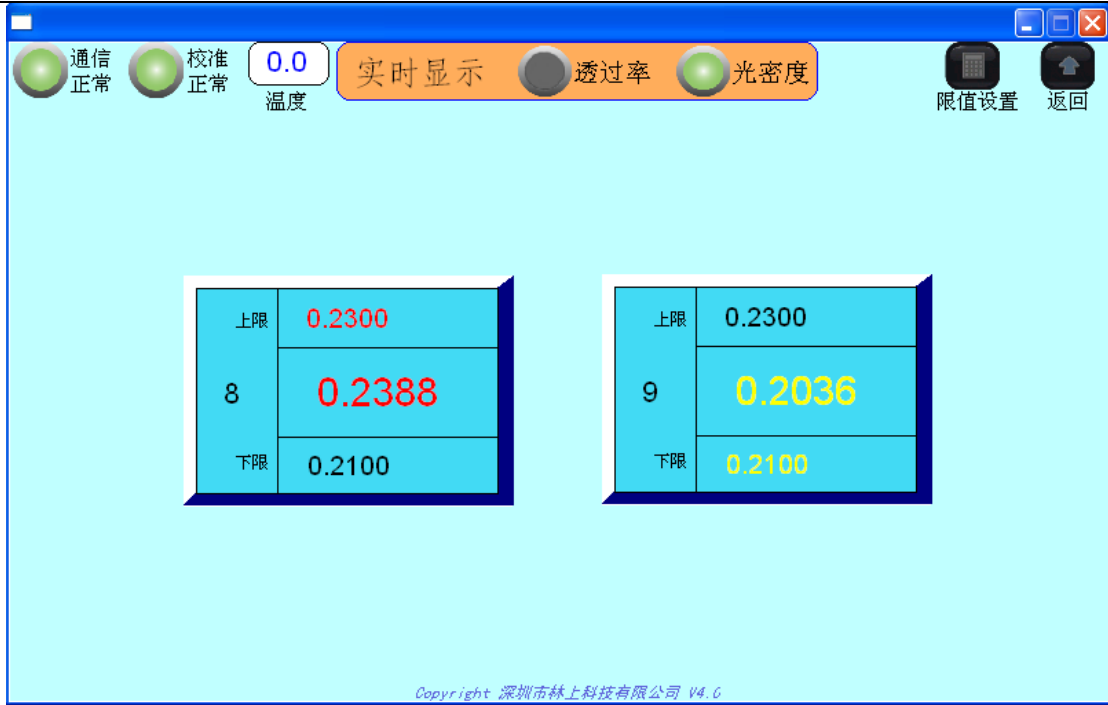 通信
正常
校准
正常
0.0
温度
实时显示
透过率
光密度
限值设置
返回
上限 0.2300
8 0.2388
下限 0.2100
上限 0.2300
9 0.2036
下限 0.2100
Copyright 深圳市林上科技有限公司 V4.0